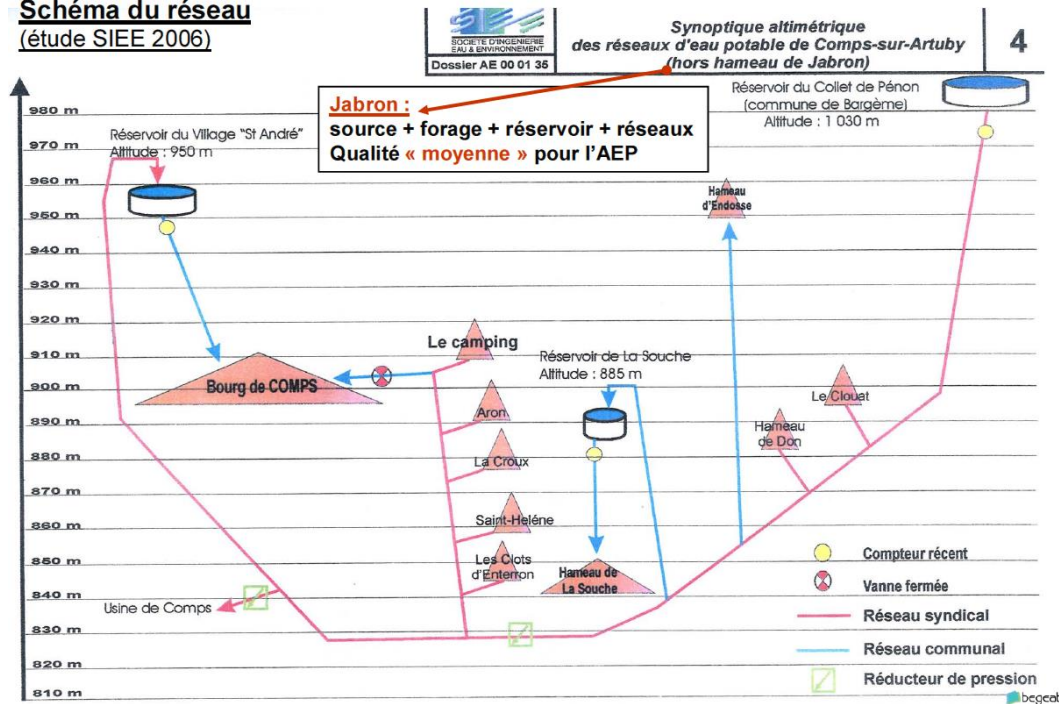 Schéma du réseau
(étude SIEE 2006)
SOCIETE D'INGENIERIE
EAU & ENVIRONNEMENT
Dossier AE 00 01 35
Synoptique altimétrique
des réseaux d'eau potable de Comps-sur-Artuby
(hors hameau de Jabron)
4
Jabron :
source + forage + réservoir + réseaux
Qualité « moyenne » pour l'AEP
Réservoir du Collet de Pénon
(commune de Bargème)
Altitude : 1 030 m
Réservoir du Village "St André"
Altitude : 950 m
980 m
970 m
960 m
950 m
940 m
930 m
920 m
910 m
900 m
890 m
880 m
870 m
860 m
850 m
840 m
830 m
820 m
810 m
Hameau
d'Endosse
Le camping
Bourg de COMPS
Réservoir de La Souche
Altitude : 885 m
Aron
La Croux
Saint-Heléne
Les Clots
d'Enterron
Hameau de
La Souche
Le Clouat
Hameau
de Don
Usine de Comps
Compteur récent
Vanne fermée
Réseau syndical
Réseau communal
Réducteur de pression
begeat